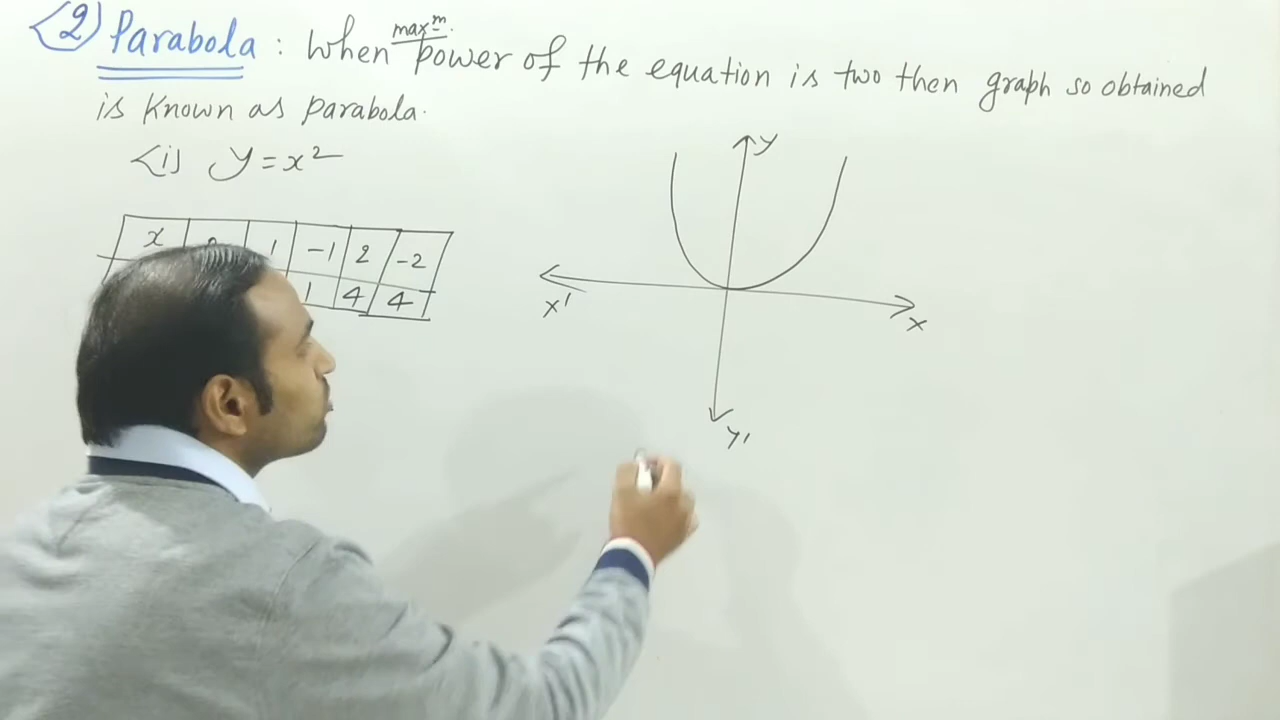 (2) Parabola : When maxᵐ. power of the equation is two then graph so obtained
is known as parabola.
(i) y = x²
x 1 -1 2 -2
1 4 4
y
x' x
y'